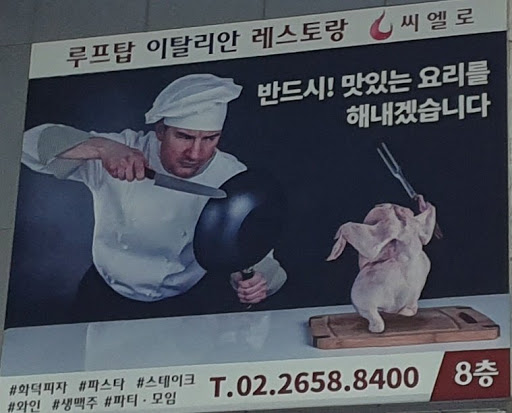 루프탑 이탈리안 레스토랑 씨엘로
반드시! 맛있는 요리를
해내겠습니다
#화덕피자 #파스타 #스테이크
#와인 #생맥주 #파티·모임
T.02.2658.8400
8층